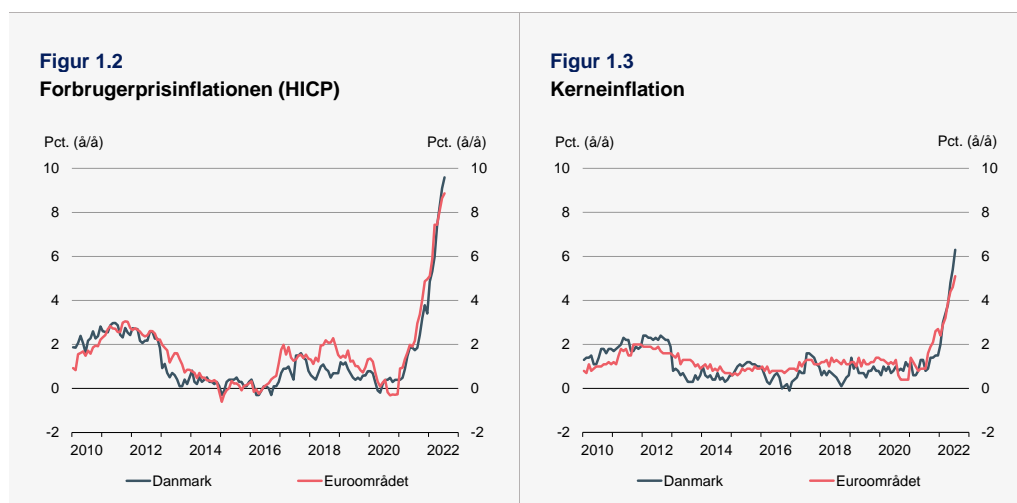 Figur 1.2
Forbrugerprisinflationen (HICP)
Pct. (å/å) Pct. (å/å)
10 10
8 8
6 6
4 4
2 2
0 0
-2 -2
2010 2012 2014 2016 2018 2020 2022
Danmark Euroområdet
Figur 1.3
Kerneinflation
Pct. (å/å) Pct. (å/å)
10 10
8 8
6 6
4 4
2 2
0 0
-2 -2
2010 2012 2014 2016 2018 2020 2022
Danmark Euroområdet